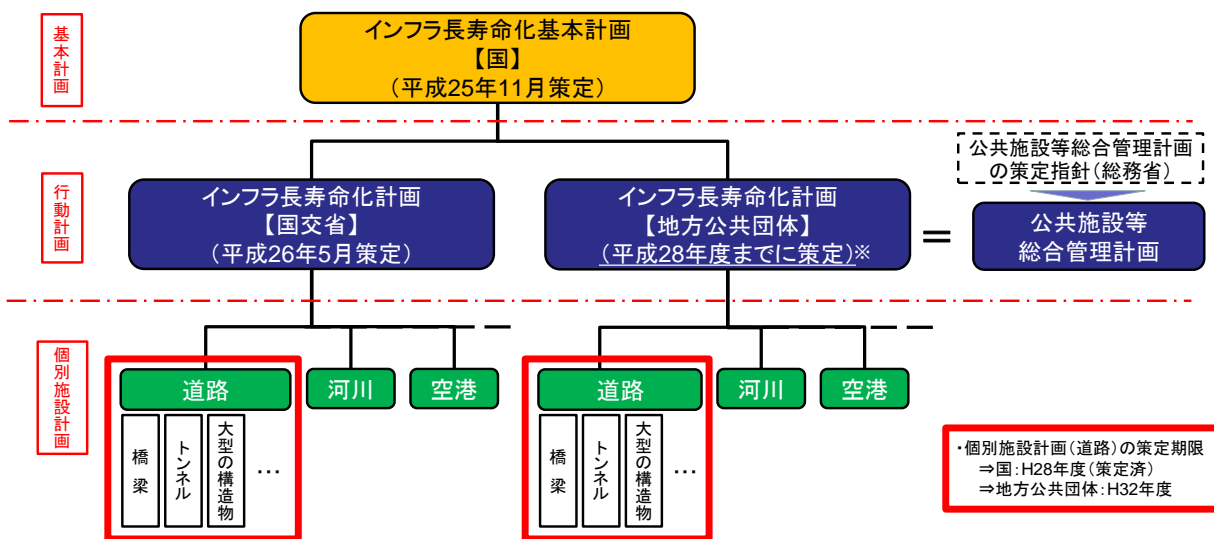 基本計画
インフラ長寿命化基本計画
【国】
（平成25年11月策定）
行動計画
インフラ長寿命化計画
【国交省】
（平成26年5月策定）
インフラ長寿命化計画
【地方公共団体】
（平成28年度までに策定）※
＝
公共施設等総合管理計画
の策定指針（総務省）
公共施設等
総合管理計画
個別施設計画
道路
河川
空港
橋梁
トンネル
大型の構造物
…
道路
河川
空港
橋梁
トンネル
大型の構造物
…
・個別施設計画（道路）の策定期限
⇒国：H28年度（策定済）
⇒地方公共団体：H32年度